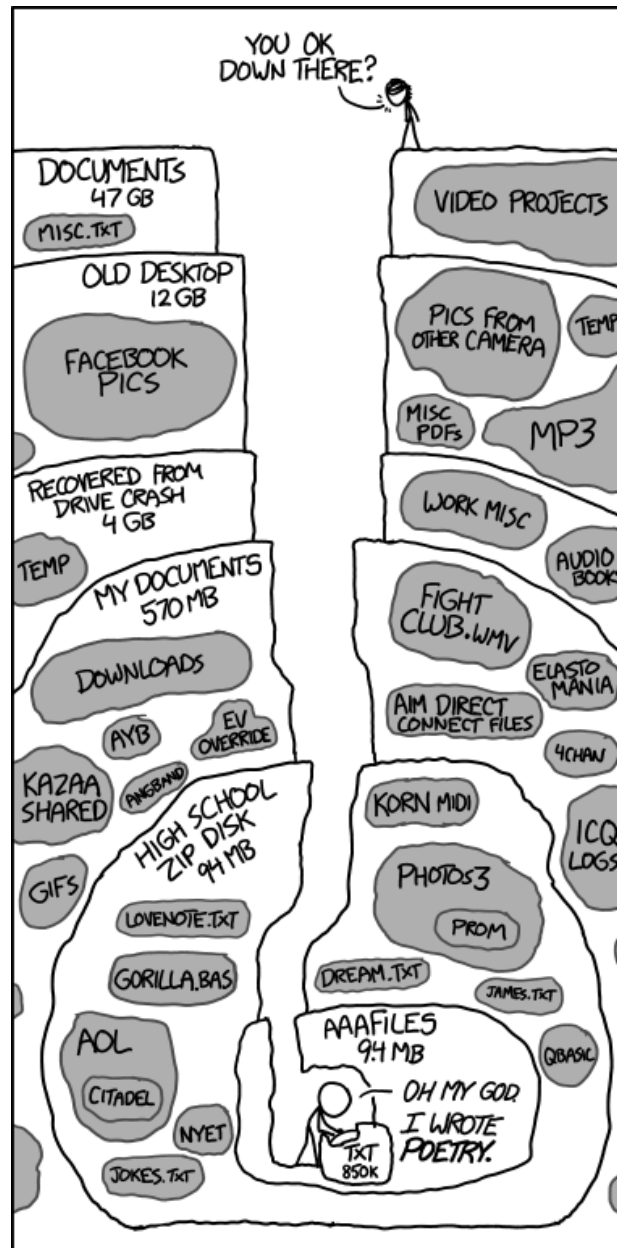 YOU OK
DOWN THERE?
DOCUMENTS
47 GB
MISC.TXT
VIDEO PROJECTS
OLD DESKTOP
12 GB
FACEBOOK
PICS
PICS FROM
OTHER CAMERA
TEMP
MISC
PDFs
MP3
RECOVERED FROM
DRIVE CRASH
4 GB
TEMP
WORK MISC
AUDIO
BOOK
MY DOCUMENTS
570 MB
DOWNLOADS
AYB
EV
OVERRIDE
KAZAA
SHARED
ANGBAND
GIFS
FIGHT
CLUB.WMV
ELASTO
MANIA
AIM DIRECT
CONNECT FILES
4CHAN
ICQ
LOGS
HIGH SCHOOL
ZIP DISK
94 MB
LOVENOTE.TXT
GORILLA.BAS
AOL
CITADEL
NYET
JOKES.TXT
KORN MIDI
PHOTOS3
PROM
DREAM.TXT
JAMES.TXT
QBASIC
AAAFILES
9.4 MB
OH MY GOD.
I WROTE
POETRY.
TXT
850K